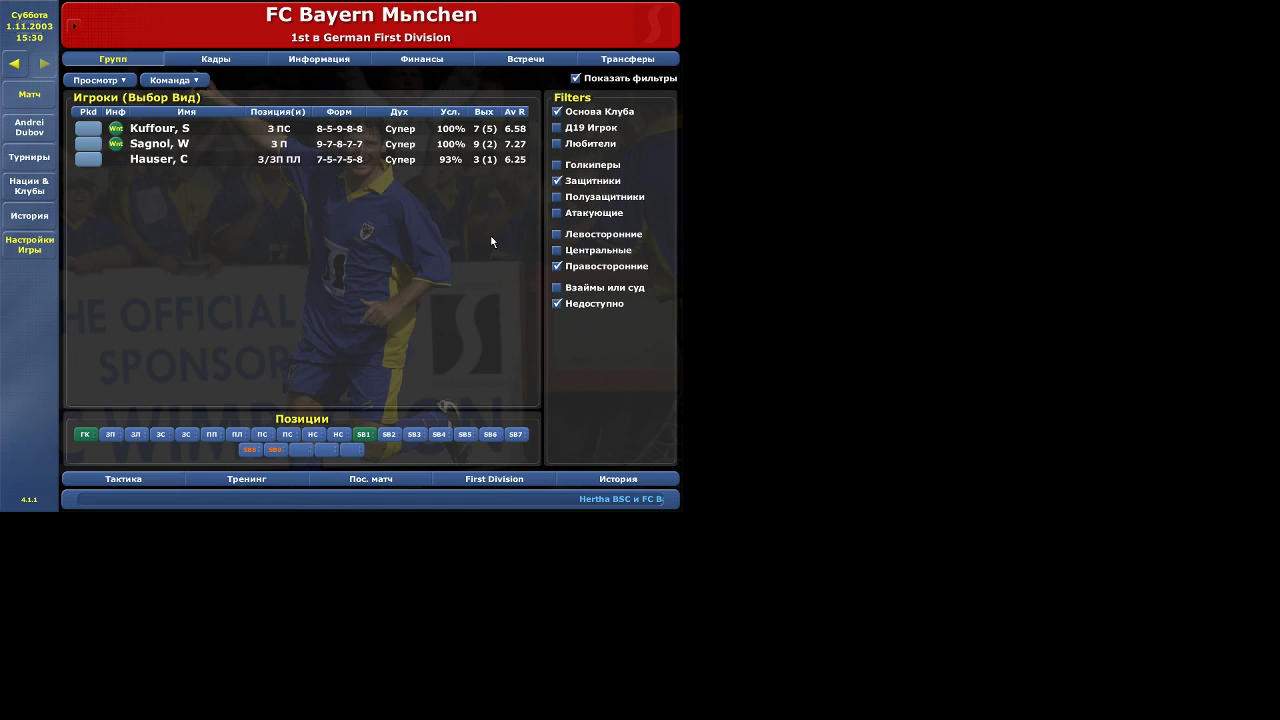 Суббота
1.11.2003
15:30
Матч
Andrei
Dubov
Турниры
Нации &
Клубы
История
Настройки
Игры
4.1.1
FC Bayern Mьnchen
1st в German First Division
Групп Кадры Информация Финансы Встречи Трансферы
Просмотр Команда Показать фильтры
Игроки (Выбор Вид)
Pkd Инф Имя Позиция(и) Форм Дух Усл. Вых Av R
Wnt Kuffour, S З ПС 8-5-9-8-8 Супер 100% 7 (5) 6.58
Wnt Sagnol, W З П 9-7-8-7-7 Супер 100% 9 (2) 7.27
Hauser, C З/ЗП ПЛ 7-5-7-5-8 Супер 93% 3 (1) 6.25
Filters
Основа Клуба
Д19 Игрок
Любители
Голкиперы
Защитники
Полузащитники
Атакующие
Левосторонние
Центральные
Правосторонние
Взаймы или суд
Недоступно
THE OFFICIAL
SPONSOR
Позиции
ГК ЗП ЗЛ ЗС ЗС ПП ПЛ ПС ПС НС НС SB1 SB2 SB3 SB4 SB5 SB6 SB7
SB8 SB9
Тактика Тренинг Пос. матч First Division История
Hertha BSC и FC B